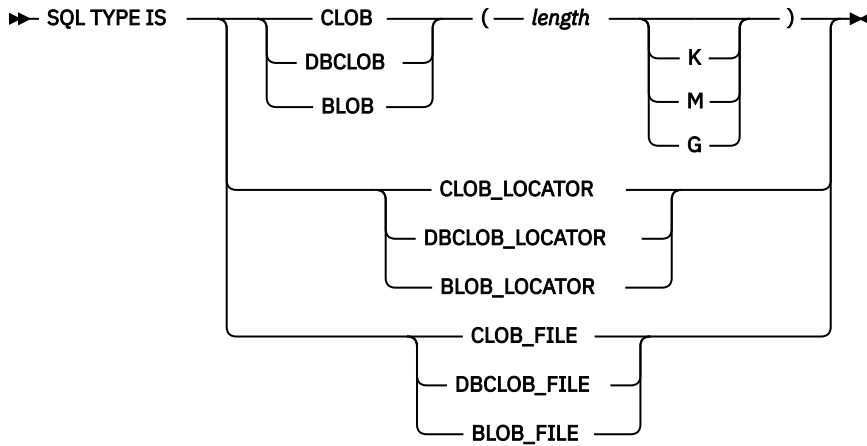 SQL TYPE IS CLOB ( length )
DBCLOB K
BLOB M
G
CLOB_LOCATOR
DBCLOB_LOCATOR
BLOB_LOCATOR
CLOB_FILE
DBCLOB_FILE
BLOB_FILE